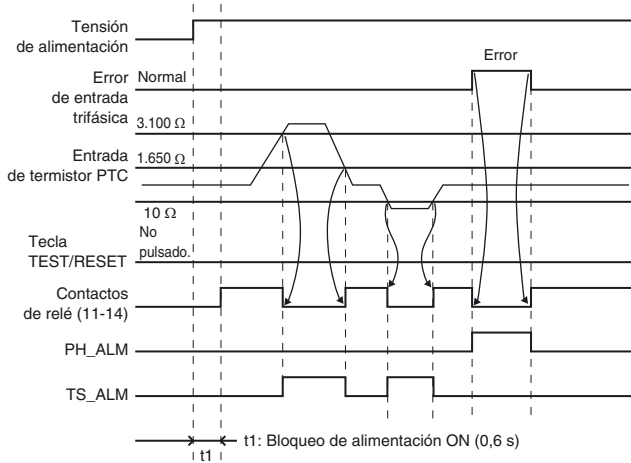 Tensión
de alimentación
Error
Error
de entrada
trifásica
Normal
3.100 Ω
Entrada
de termistor PTC
1.650 Ω
10 Ω
Tecla
TEST/RESET
No
pulsado.
Contactos
de relé (11-14)
PH_ALM
TS_ALM
t1
t1: Bloqueo de alimentación ON (0,6 s)